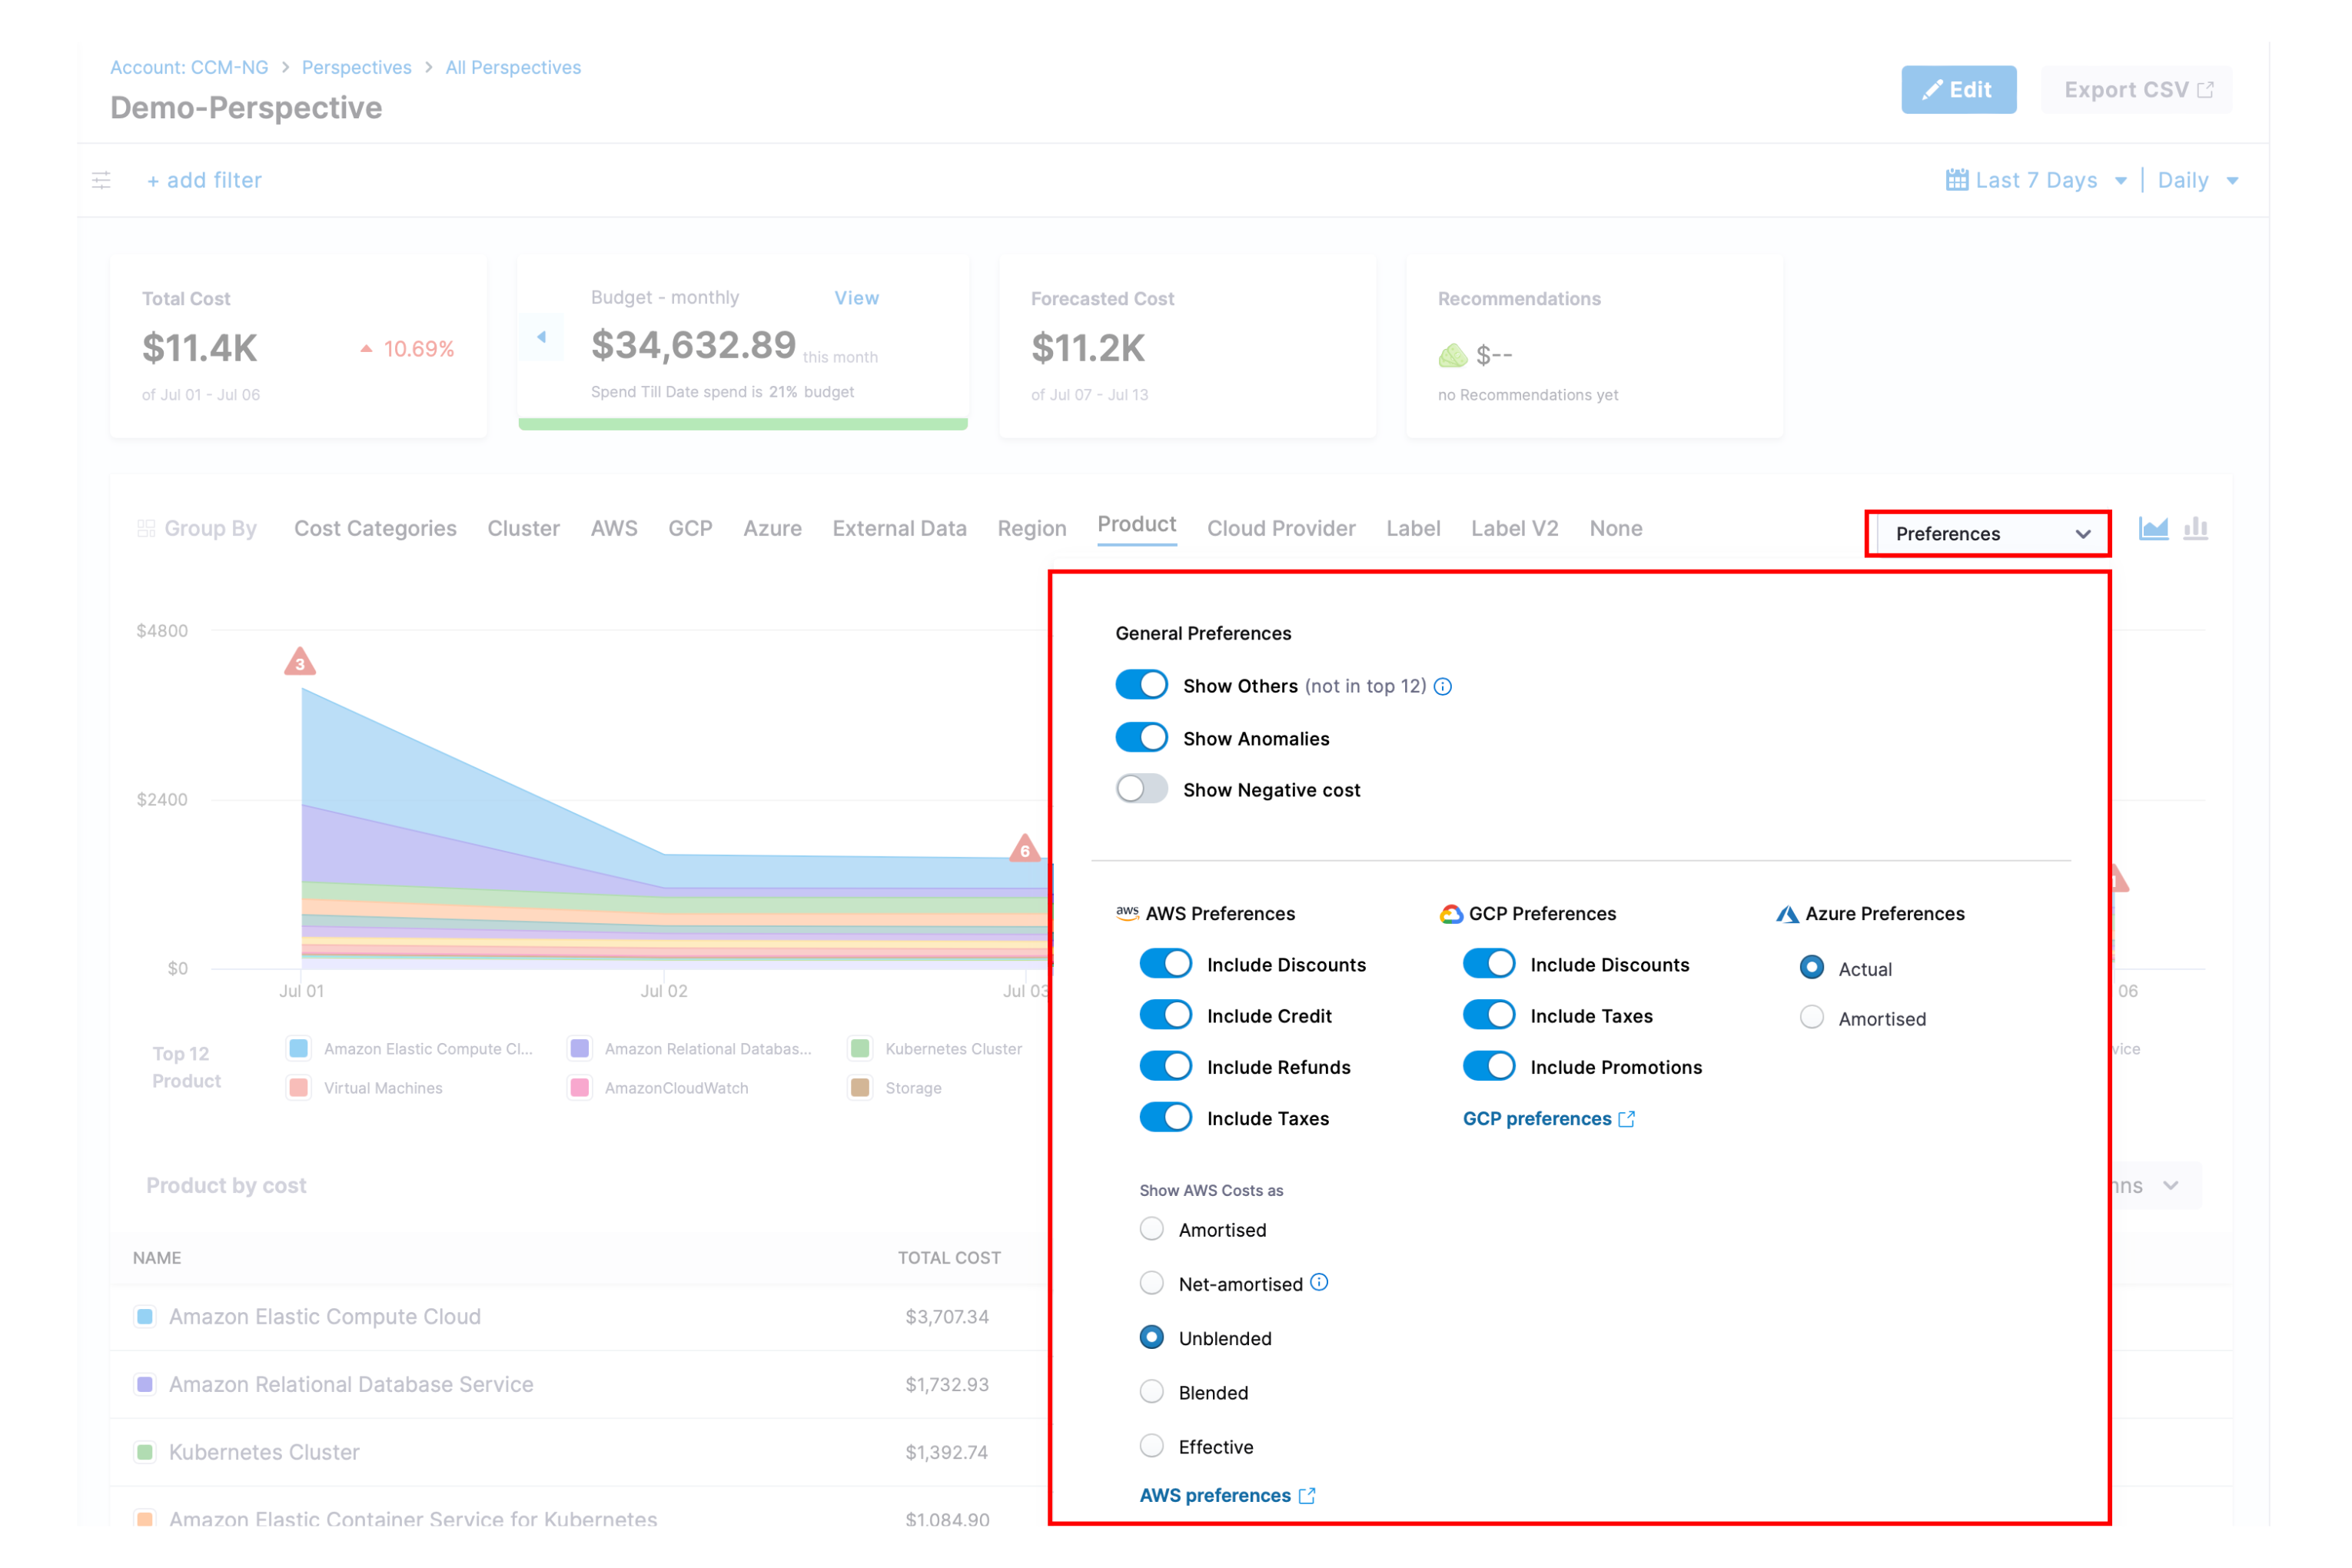 Account: CCM-NG > Perspectives > All Perspectives
Demo-Perspective
Edit
Export CSV
+ add filter
Last 7 Days
Daily
Total Cost
$11.4K
10.69%
of Jul 01 - Jul 06
Budget - monthly
View
$34,632.89 this month
Spend Till Date spend is 21% budget
Forecasted Cost
$11.2K
of Jul 07 - Jul 13
Recommendations
$--
no Recommendations yet
Group By
Cost Categories
Cluster
AWS
GCP
Azure
External Data
Region
Product
Cloud Provider
Label
Label V2
None
Preferences
$4800
$2400
$0
3
6
Jul 01
Jul 02
Jul 03
06
Top 12
Product
Amazon Elastic Compute Cl...
Amazon Relational Databas...
Kubernetes Cluster
Virtual Machines
AmazonCloudWatch
Storage
vice
General Preferences
Show Others (not in top 12)
Show Anomalies
Show Negative cost
aws AWS Preferences
Include Discounts
Include Credit
Include Refunds
Include Taxes
Show AWS Costs as
Amortised
Net-amortised
Unblended
Blended
Effective
AWS preferences
GCP Preferences
Include Discounts
Include Taxes
Include Promotions
GCP preferences
Azure Preferences
Actual
Amortised
Product by cost
NAME
TOTAL COST
Amazon Elastic Compute Cloud
$3,707.34
Amazon Relational Database Service
$1,732.93
Kubernetes Cluster
$1,392.74
Amazon Elastic Container Service for Kubernetes
$1,084.90